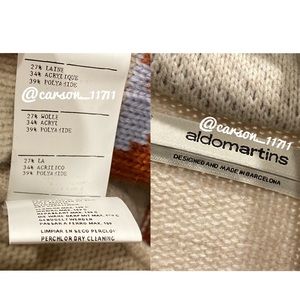 27% LAINE
34% ACRYLIQUE
39% POLYAMIDE
@carson_11711
27% WOLLE
34% ACRYL
39% POLYAMIDE
27% LA
34% ACRILICO
39% POLYAMIDE
LIMPIAR EN SECO PERCLOR
PERCHLOR DRY CLEANING
@carson_11711
aldomartins
DESIGNED AND MADE IN BARCELONA